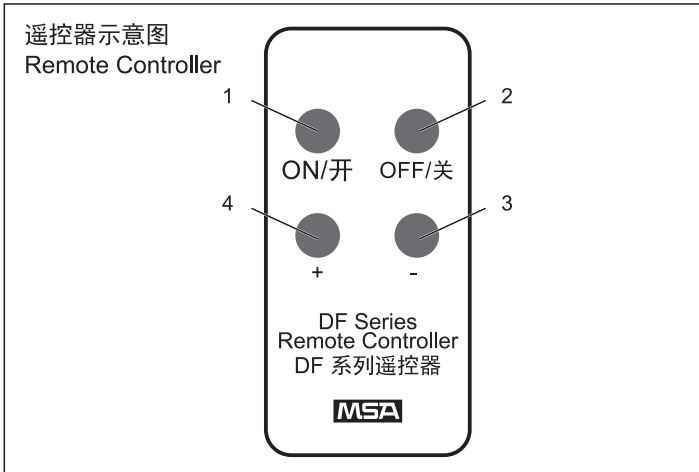 遥控器示意图
Remote Controller
1
2
ON/开
OFF/关
4
3
+
-
DF Series
Remote Controller
DF 系列遥控器
MSA